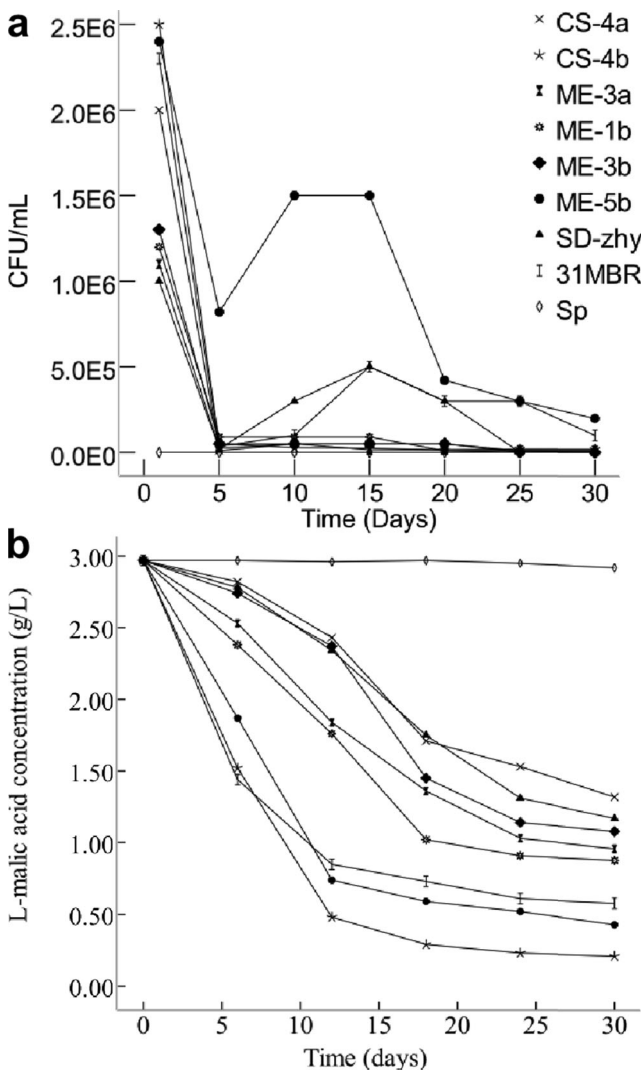 a
CFU/mL
2.5E6
2.0E6
1.5E6
1.0E6
5.0E5
0.0E0
0 5 10 15 20 25 30
Time (Days)
CS-4a
CS-4b
ME-3a
ME-1b
ME-3b
ME-5b
SD-zhy
31MBR
Sp
b
L-malic acid concentration (g/L)
3.00
2.50
2.00
1.50
1.00
0.50
0.00
0 5 10 15 20 25 30
Time (days)